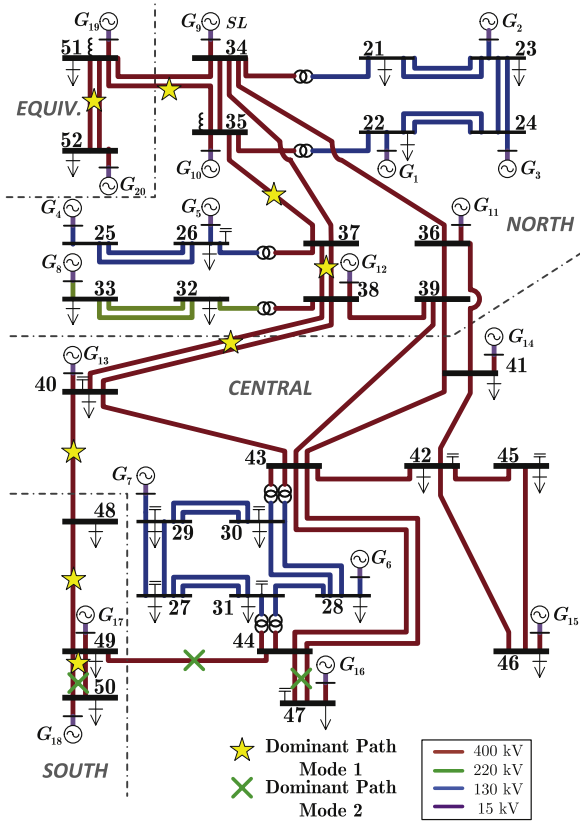 G19
G9 SL
G2
51
34
21
23
EQUIV.
35
22
24
52
G20
G10
G1
G3
G4
G5
G11
NORTH
25
26
37
36
G8
G12
33
32
38
39
G13
G14
40
CENTRAL
41
43
42
45
G7
48
29
30
G6
27
31
28
G17
49
44
G15
G16
46
50
47
G18
SOUTH
Dominant Path
Mode 1
Dominant Path
Mode 2
400 kV
220 kV
130 kV
15 kV